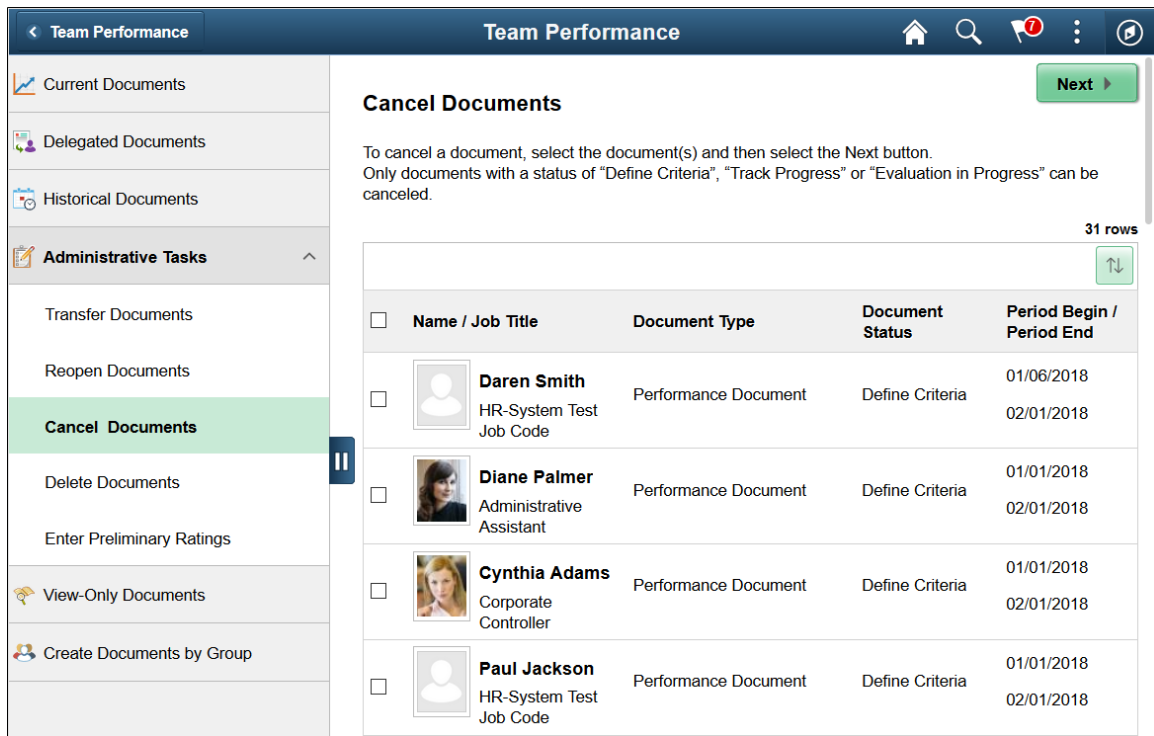 Team Performance
Team Performance
7
Current Documents
Delegated Documents
Historical Documents
Administrative Tasks
Transfer Documents
Reopen Documents
Cancel Documents
Delete Documents
Enter Preliminary Ratings
View-Only Documents
Create Documents by Group
Next
Cancel Documents
To cancel a document, select the document(s) and then select the Next button.
Only documents with a status of “Define Criteria”, “Track Progress” or “Evaluation in Progress” can be
canceled.
31 rows
Name / Job Title
Document Type
Document
Status
Period Begin /
Period End
Daren Smith
HR-System Test
Job Code
Performance Document
Define Criteria
01/06/2018
02/01/2018
Diane Palmer
Administrative
Assistant
Performance Document
Define Criteria
01/01/2018
02/01/2018
Cynthia Adams
Corporate
Controller
Performance Document
Define Criteria
01/01/2018
02/01/2018
Paul Jackson
HR-System Test
Job Code
Performance Document
Define Criteria
01/01/2018
02/01/2018